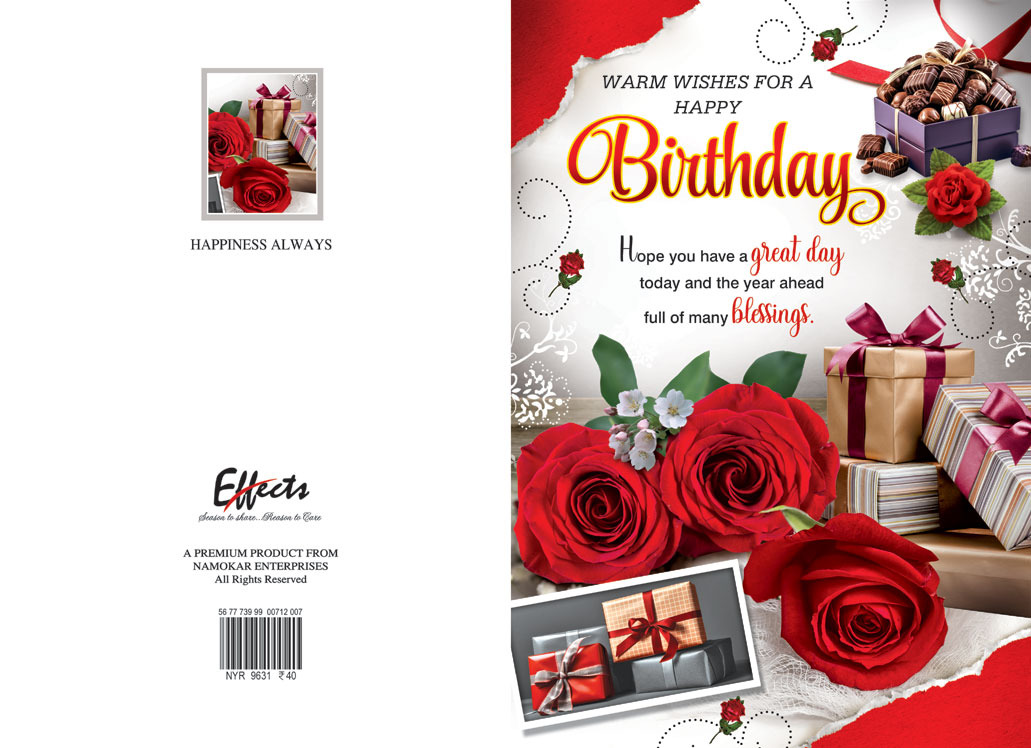 HAPPINESS ALWAYS
Effects
Season to share...Reason to Care
A PREMIUM PRODUCT FROM
NAMOKAR ENTERPRISES
All Rights Reserved
56 77 739 99 00712 007
NYR 9631 ₹ 40
WARM WISHES FOR A
HAPPY
Birthday
Hope you have a great day
today and the year ahead
full of many blessings.